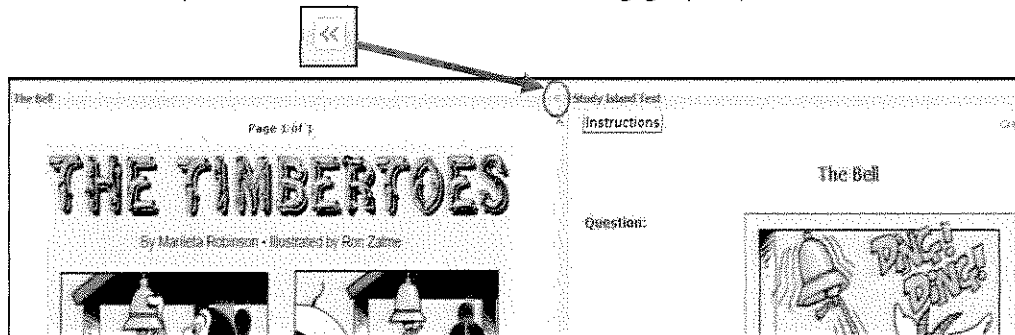 <<
The Bell
Study Island Test
Page 1 of 1
Instructions
THE TIMBERTOES
The Bell
By Marileta Robinson • Illustrated by Ron Zalme
Question:
DING!
DING!